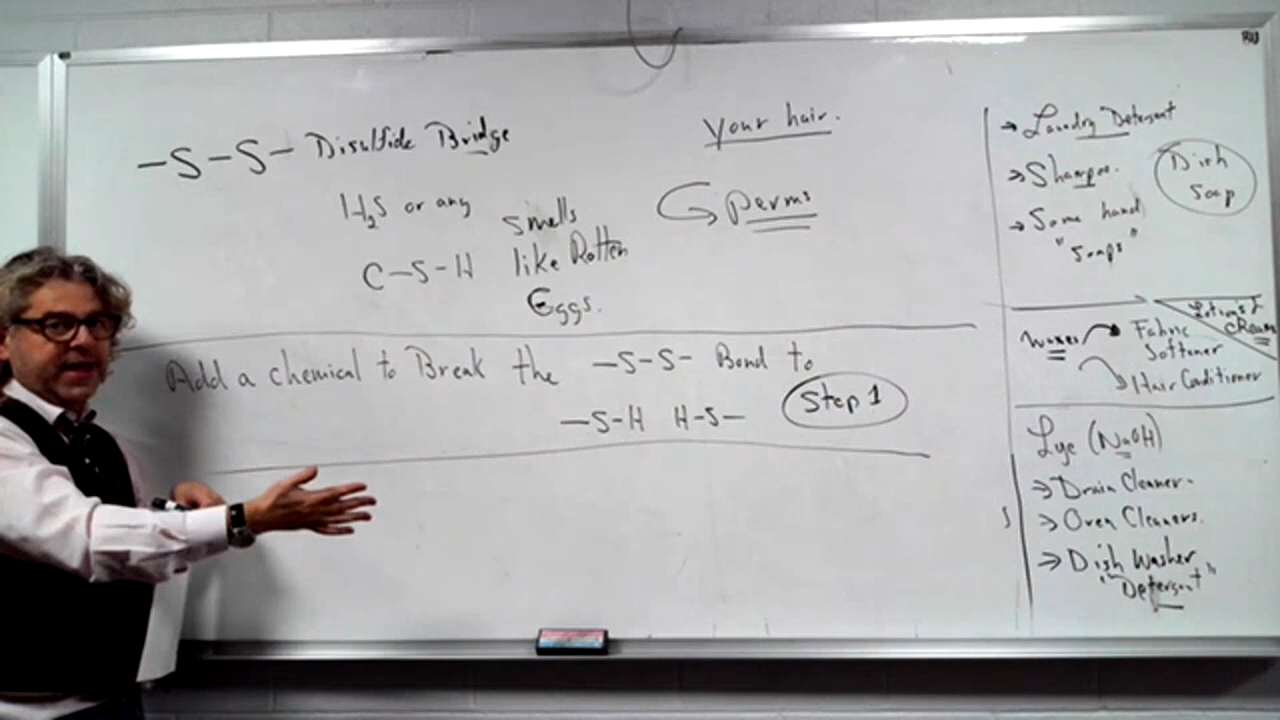 RU
-S-S- Disulfide Bridge
H₂S or any
C-S-H
smells
like Rotten
Eggs.
Your hair.
Perms
Add a chemical to Break the -S-S- Bond to
-S-H H-S-
Step 1
→ Laundry Detergent
→ Shampoo.
→ Some hand
"Soaps"
Dish
Soap
Waxes
Fabric
Softener
Hair Conditioner
Lotions &
CReams
Lye (NaOH)
⇒ Drain Cleaner.
⇒ Oven Cleaners.
⇒ Dish Washer
"Detergent"